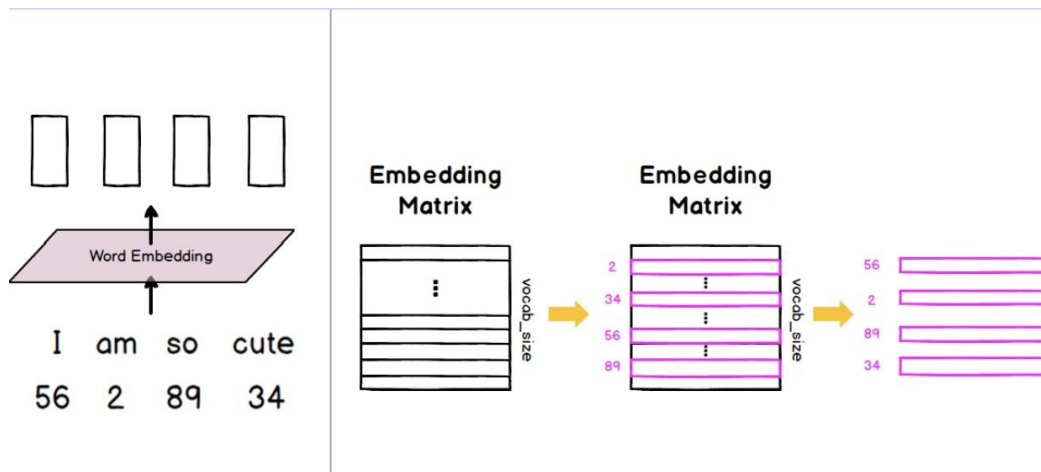 Word Embedding
I am so cute
56 2 89 34
Embedding
Matrix
vocab_size
Embedding
Matrix
2
34
56
89
vocab_size
56
2
89
34